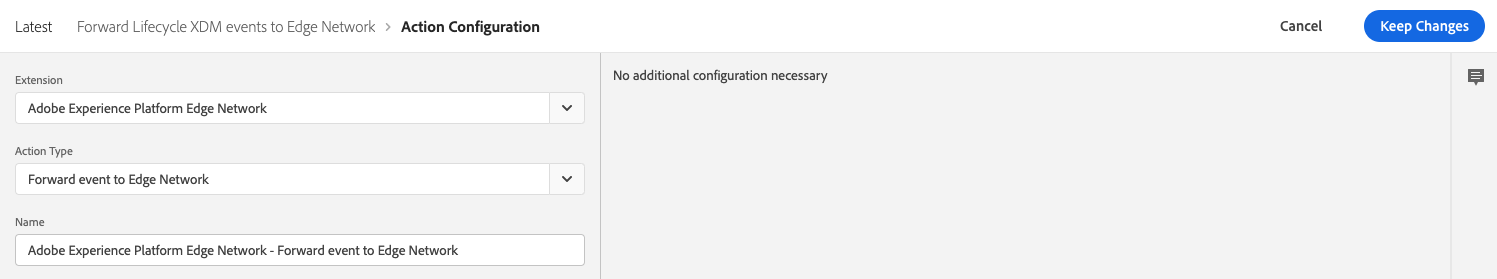 Latest Forward Lifecycle XDM events to Edge Network > Action Configuration Cancel Keep Changes
Extension
Adobe Experience Platform Edge Network
Action Type
Forward event to Edge Network
Name
Adobe Experience Platform Edge Network - Forward event to Edge Network
No additional configuration necessary